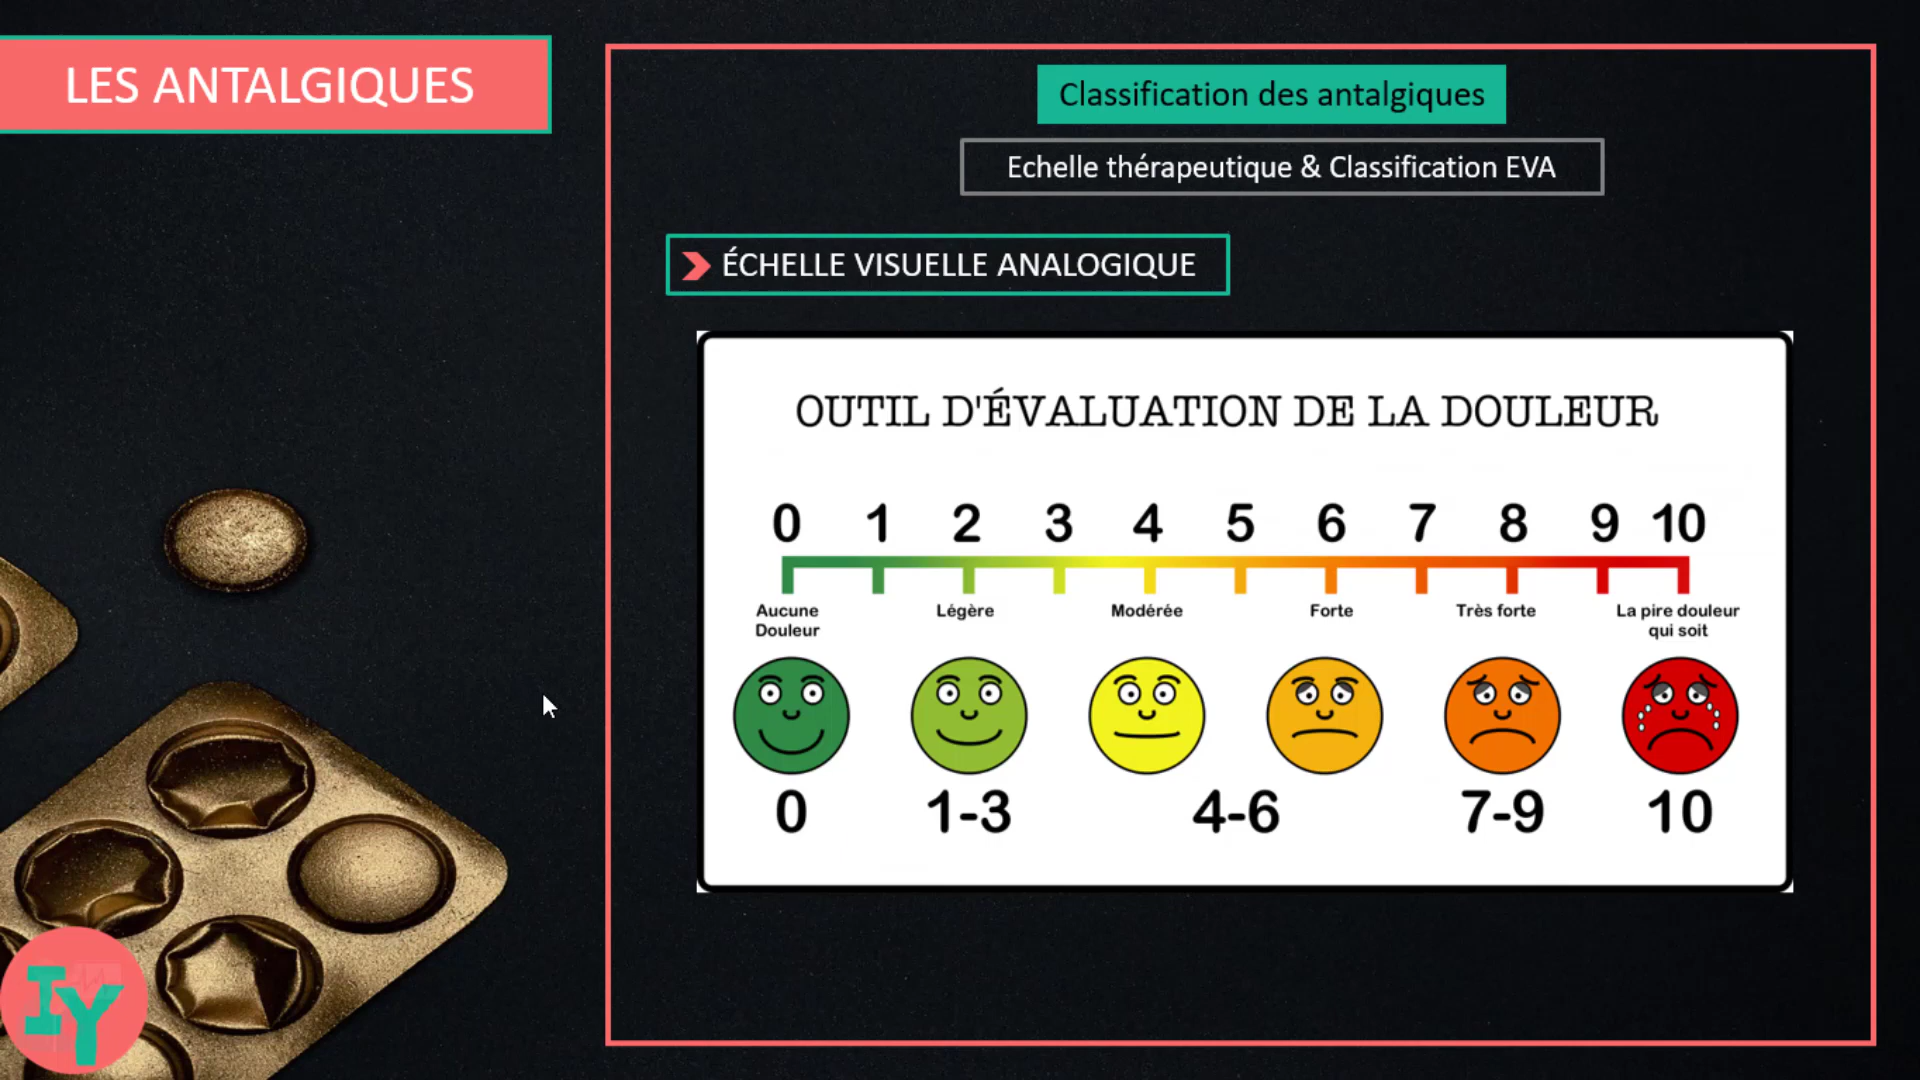 LES ANTALGIQUES
Classification des antalgiques
Echelle thérapeutique & Classification EVA
ÉCHELLE VISUELLE ANALOGIQUE
OUTIL D'ÉVALUATION DE LA DOULEUR
0 1 2 3 4 5 6 7 8 9 10
Aucune Légère Modérée Forte Très forte La pire douleur
Douleur qui soit
0 1-3 4-6 7-9 10
IY